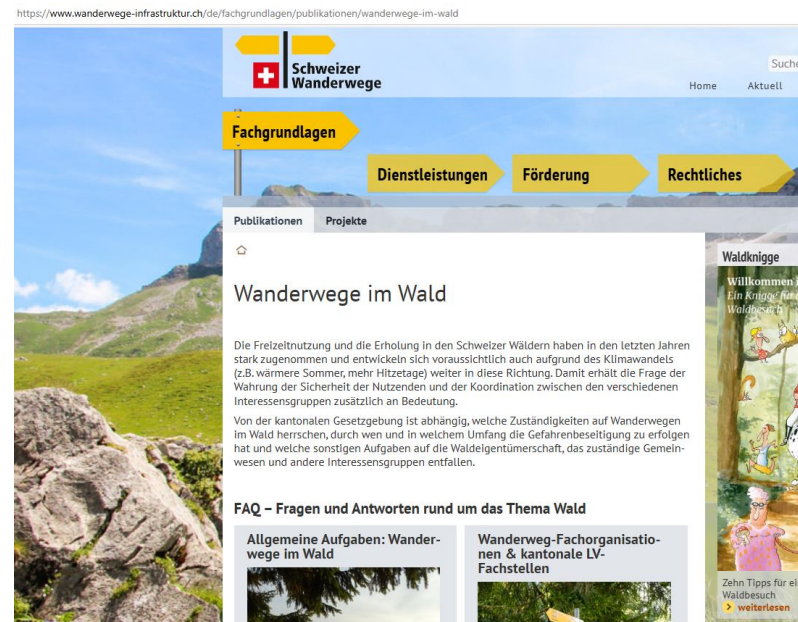 https://www.wanderwege-infrastruktur.ch/de/fachgrundlagen/publikationen/wanderwege-im-wald
Schweizer
Wanderwege
Suche
Home Aktuell
Fachgrundlagen
Dienstleistungen Förderung Rechtliches
Publikationen Projekte
Wanderwege im Wald
Die Freizeitnutzung und die Erholung in den Schweizer Wäldern haben in den letzten Jahren
stark zugenommen und entwickeln sich voraussichtlich auch aufgrund des Klimawandels
(z.B. wärmere Sommer, mehr Hitzetage) weiter in diese Richtung. Damit erhält die Frage der
Wahrung der Sicherheit der Nutzenden und der Koordination zwischen den verschiedenen
Interessensgruppen zusätzlich an Bedeutung.
Von der kantonalen Gesetzgebung ist abhängig, welche Zuständigkeiten auf Wanderwegen
im Wald herrschen, durch wen und in welchem Umfang die Gefahrenbeseitigung zu erfolgen
hat und welche sonstigen Aufgaben auf die Waldeigentümerschaft, das zuständige Gemein-
wesen und andere Interessensgruppen entfallen.
FAQ – Fragen und Antworten rund um das Thema Wald
Allgemeine Aufgaben: Wander-
wege im Wald
Wanderweg-Fachorganisatio-
nen & kantonale LV-
Fachstellen
Waldknigge
Willkommen
Ein Knigge für
Waldbesuch
Zehn Tipps für ei
Waldbesuch
weiterlesen